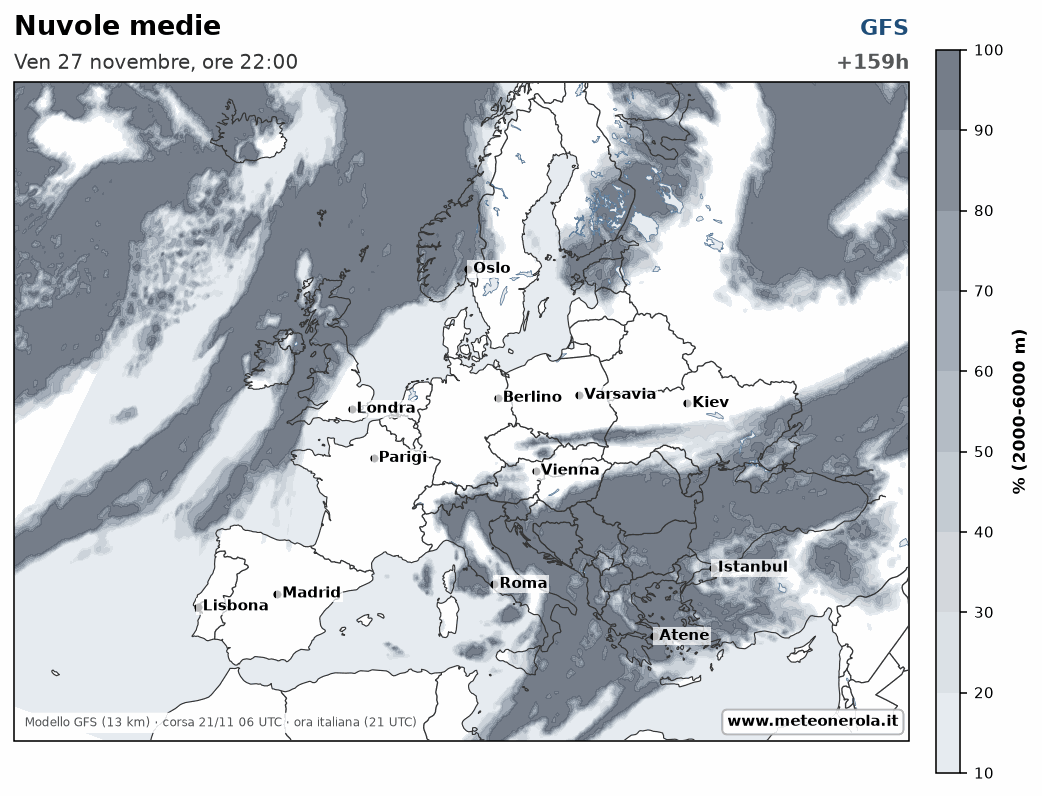 Nuvole medie
GFS
Ven 27 novembre, ore 22:00
+159h
100
90
80
70
60
50
40
30
20
10
% (2000-6000 m)
Oslo
Berlino
Varsavia
Kiev
Londra
Parigi
Vienna
Istanbul
Roma
Madrid
Lisbona
Atene
Modello GFS (13 km) · corsa 21/11 06 UTC · ora italiana (21 UTC)
www.meteonerola.it